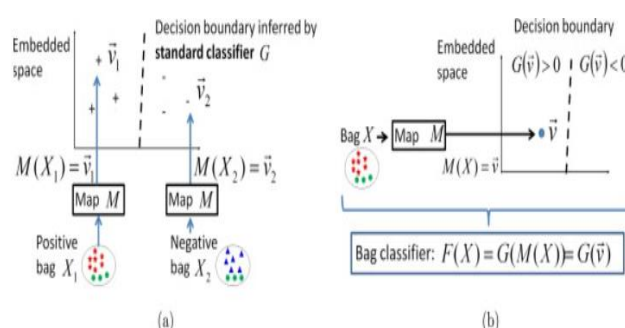 Embedded
space
+ v⃗₁
+ +
Decision boundary inferred by
standard classifier G
v⃗₂
M(X₁)=v⃗₁
M(X₂)=v⃗₂
Map M
Map M
Positive
bag X₁
Negative
bag X₂
(a)
Decision boundary
Embedded
space
G(v⃗)>0
G(v⃗)<0
Bag X
Map M
v⃗
M(X)=v⃗
Bag classifier: F(X)=G(M(X))=G(v⃗)
(b)